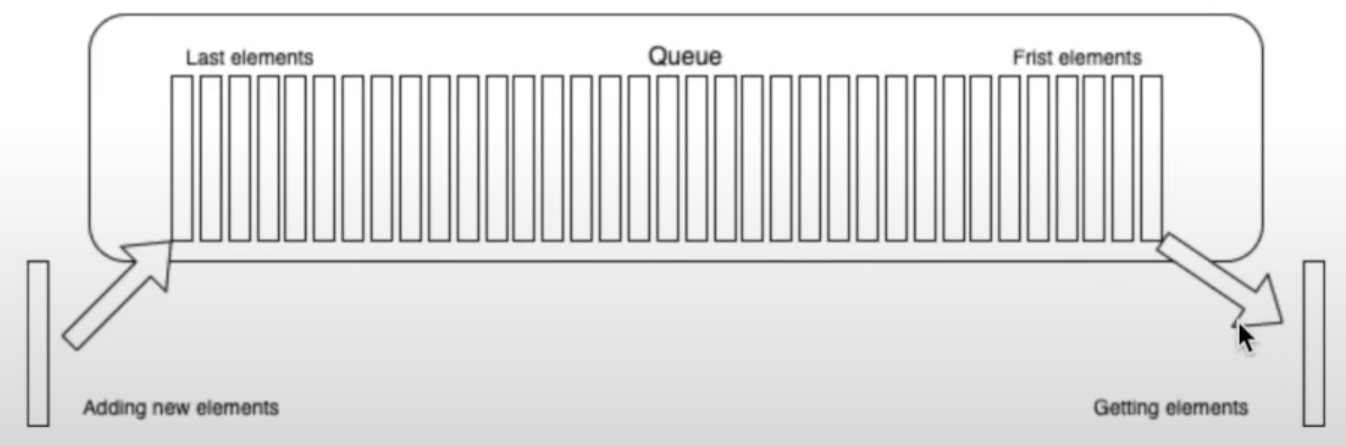 Last elements
Queue
Frist elements
Adding new elements
Getting elements